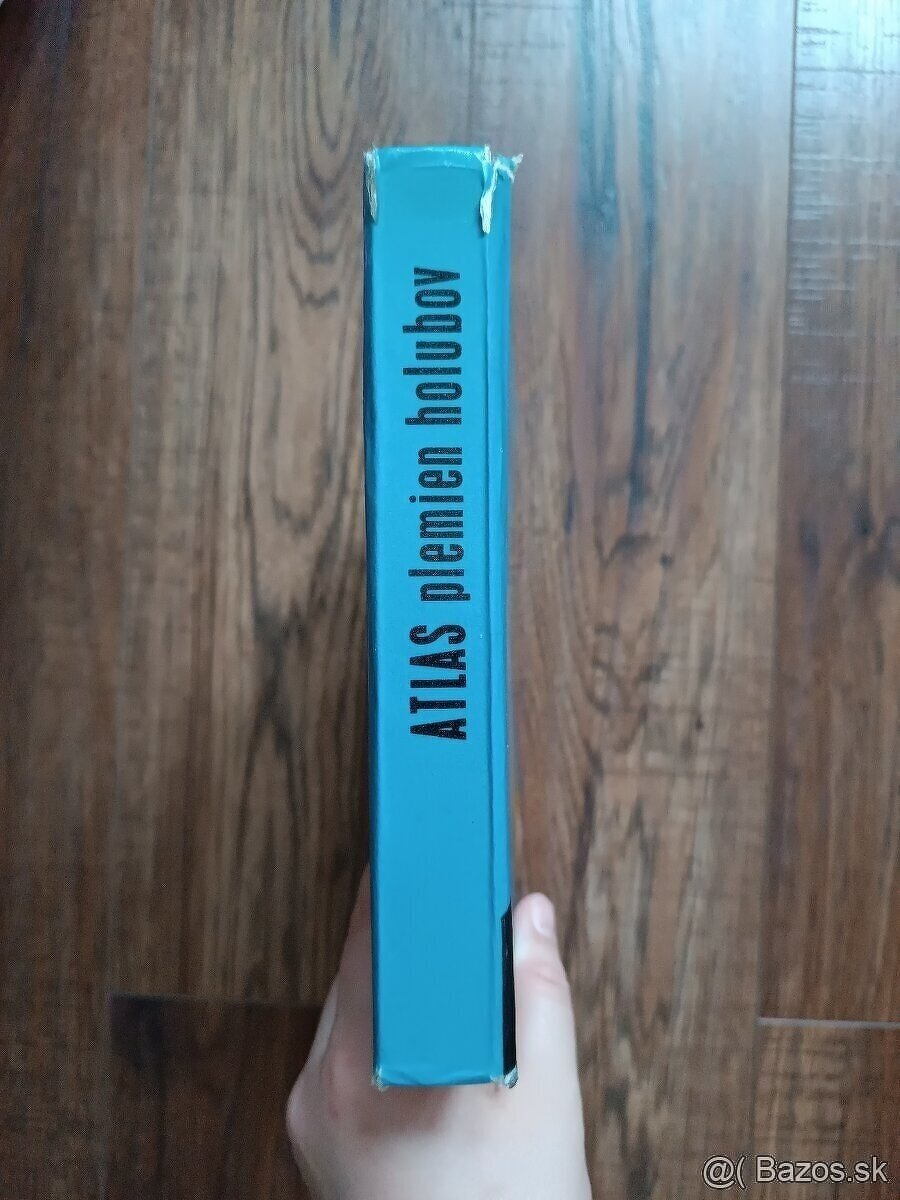 ATLAS plemien holubov
@( Bazos.sk